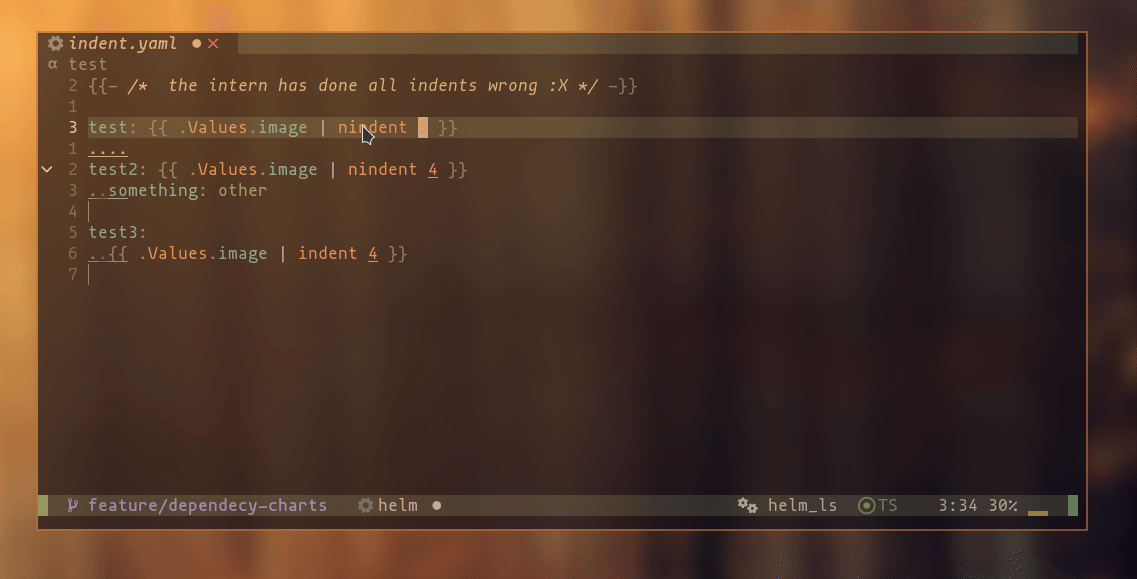 indent.yaml ● ×
α test
2 {{- /*  the intern has done all indents wrong :X */ -}}
1
3 test: {{ .Values.image | nindent }}
1 ....
2 test2: {{ .Values.image | nindent 4 }}
3 ..something: other
4
5 test3:
6 ..{{ .Values.image | indent 4 }}
7
feature/dependecy-charts helm ● helm_ls TS 3:34 30%